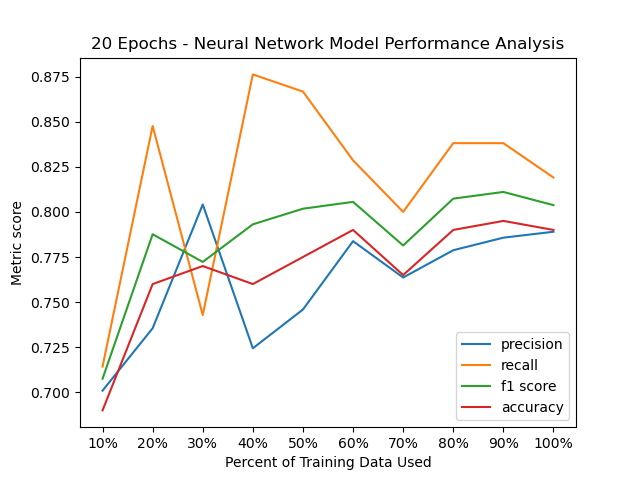 20 Epochs - Neural Network Model Performance Analysis
Metric score
0.875
0.850
0.825
0.800
0.775
0.750
0.725
0.700
precision
recall
f1 score
accuracy
10% 20% 30% 40% 50% 60% 70% 80% 90% 100%
Percent of Training Data Used